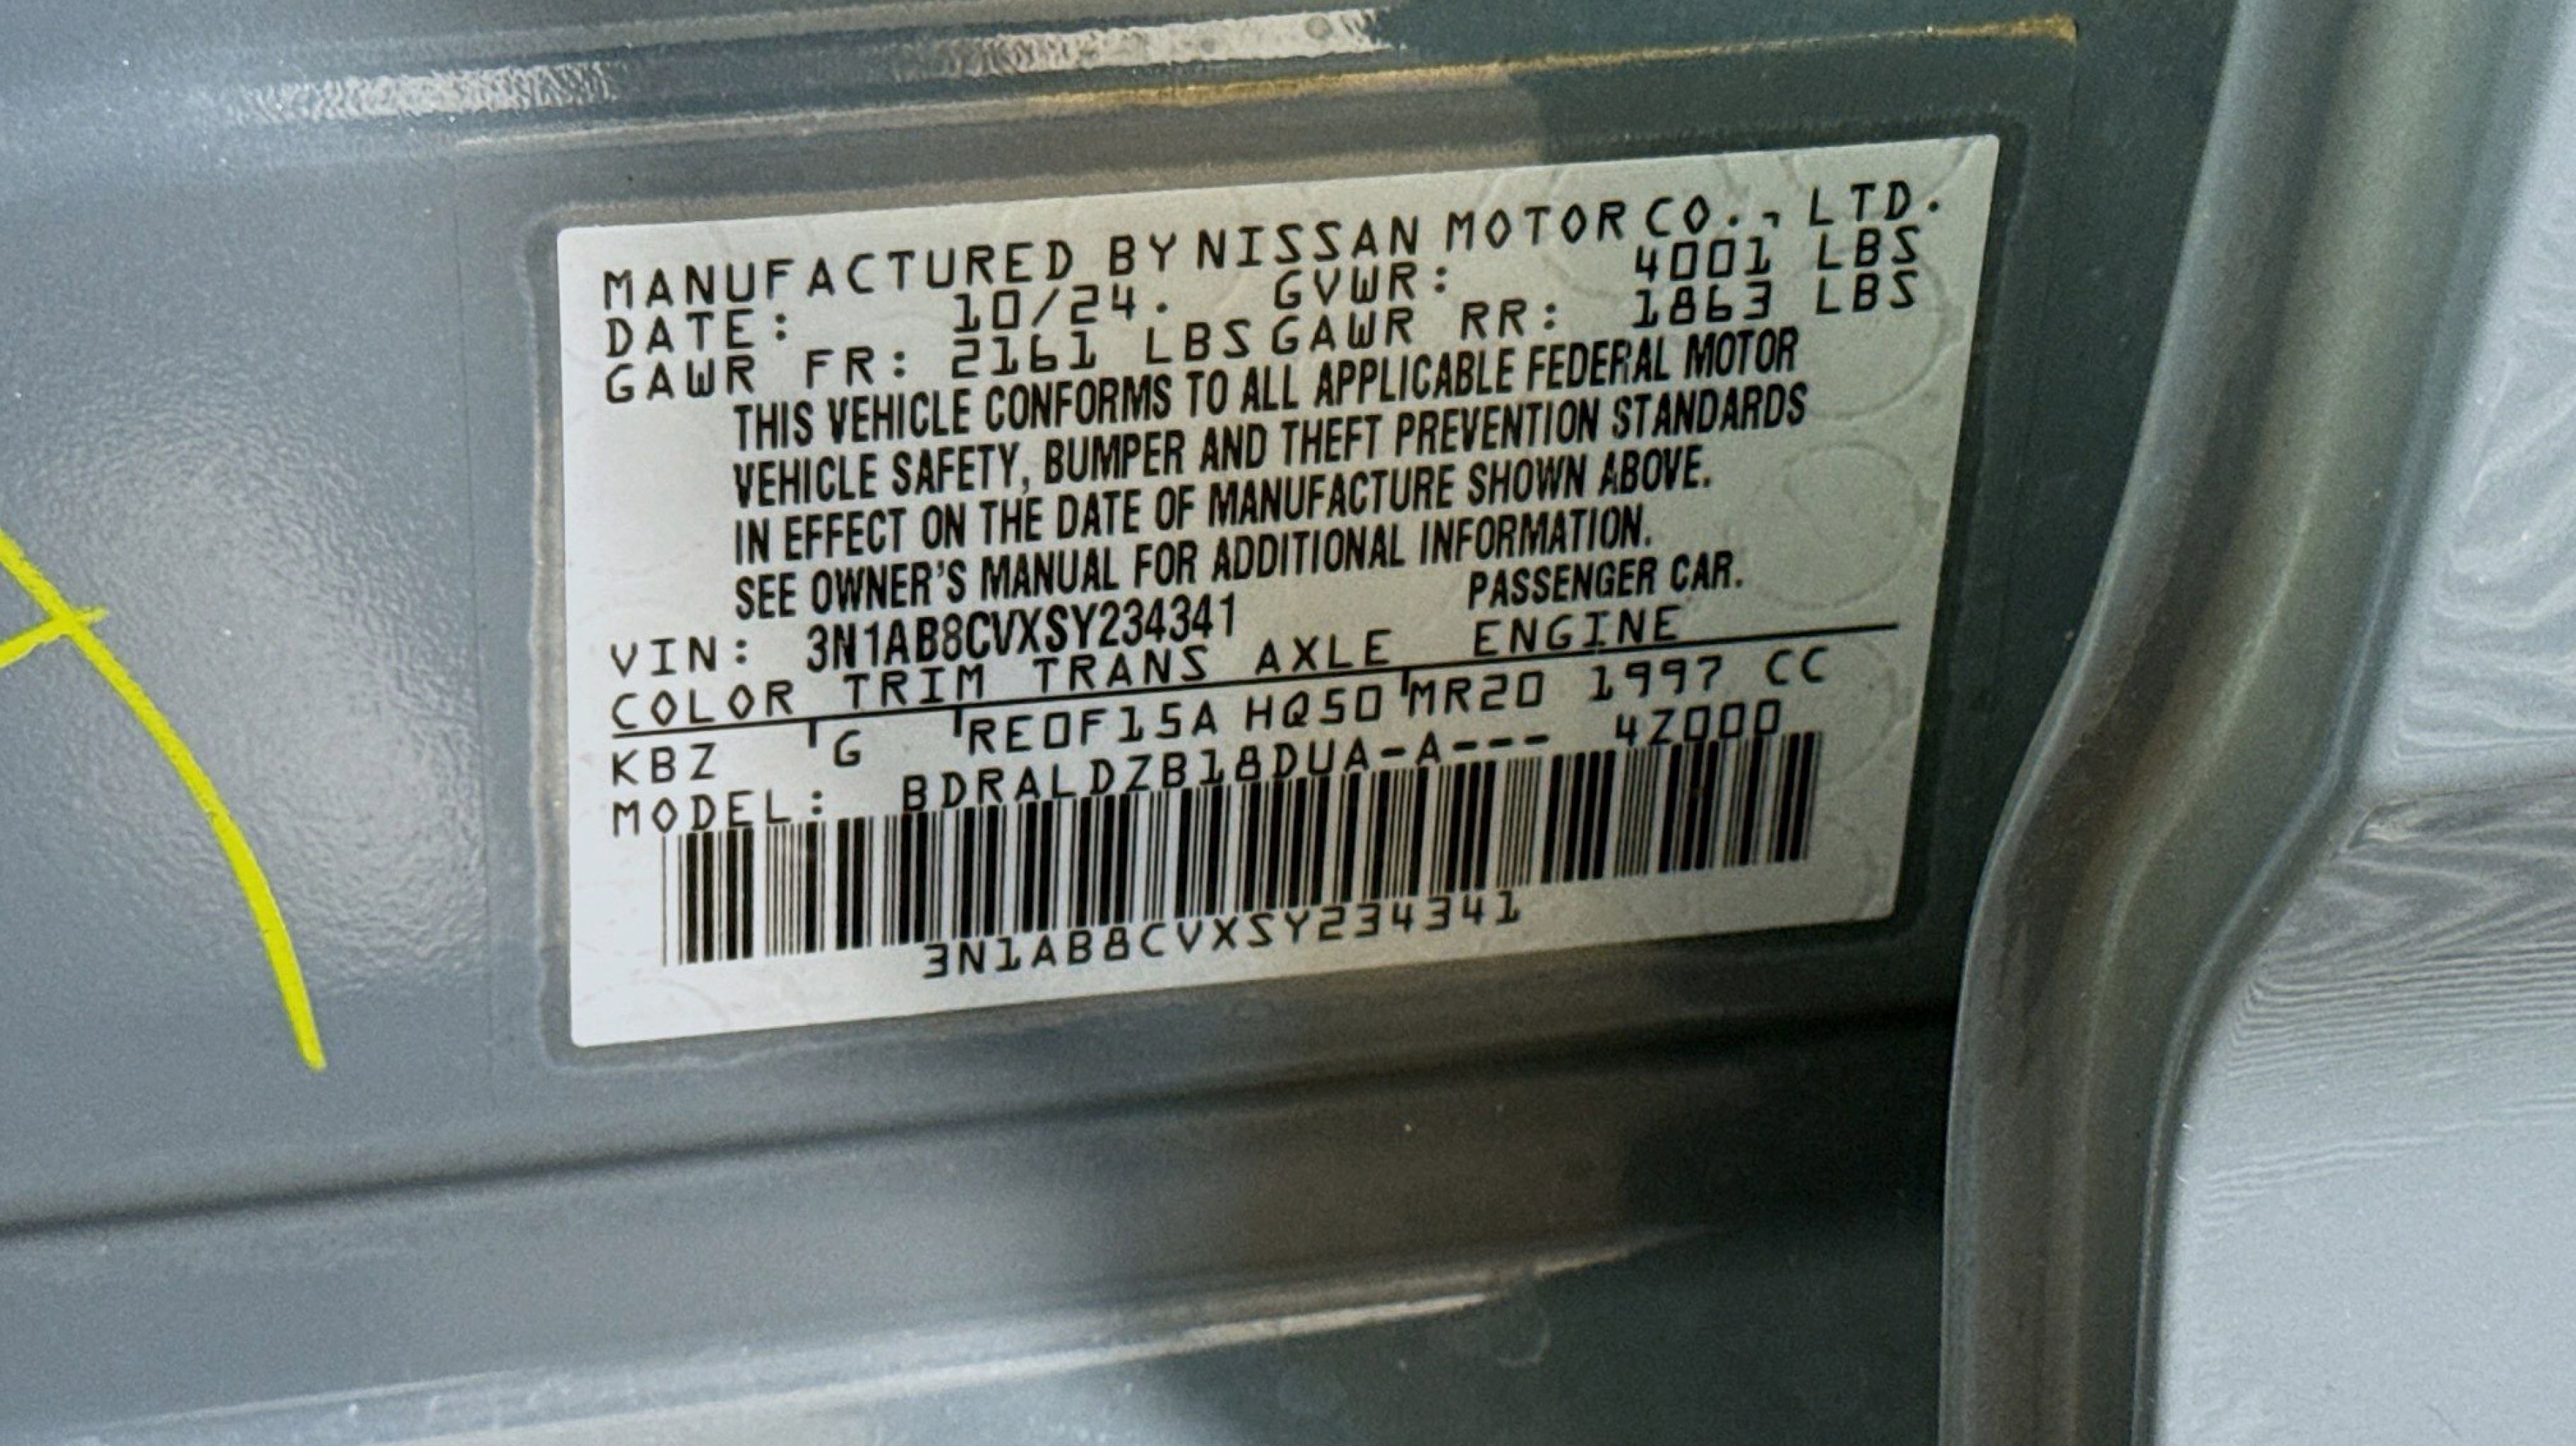 MANUFACTURED BY NISSAN MOTOR CO., LTD.
DATE: 10/24. GVWR: 4001 LBS
GAWR FR: 2161 LBS GAWR RR: 1863 LBS
THIS VEHICLE CONFORMS TO ALL APPLICABLE FEDERAL MOTOR
VEHICLE SAFETY, BUMPER AND THEFT PREVENTION STANDARDS
IN EFFECT ON THE DATE OF MANUFACTURE SHOWN ABOVE.
SEE OWNER'S MANUAL FOR ADDITIONAL INFORMATION.
VIN: 3N1AB8CVXSY234341 PASSENGER CAR.
COLOR TRIM TRANS AXLE ENGINE
KBZ G RE0F15A HQ50 MR20 1997 CC
MODEL: BDRALDZB18DUA-A--- 4Z000
3N1AB8CVXSY234341